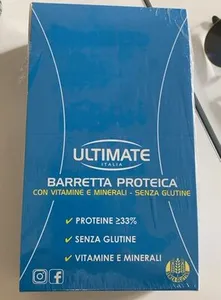 ULTIMATE
ITALIA
BARRETTA PROTEICA
CON VITAMINE E MINERALI - SENZA GLUTINE
✓ PROTEINE ≥33%
✓ SENZA GLUTINE
✓ VITAMINE E MINERALI